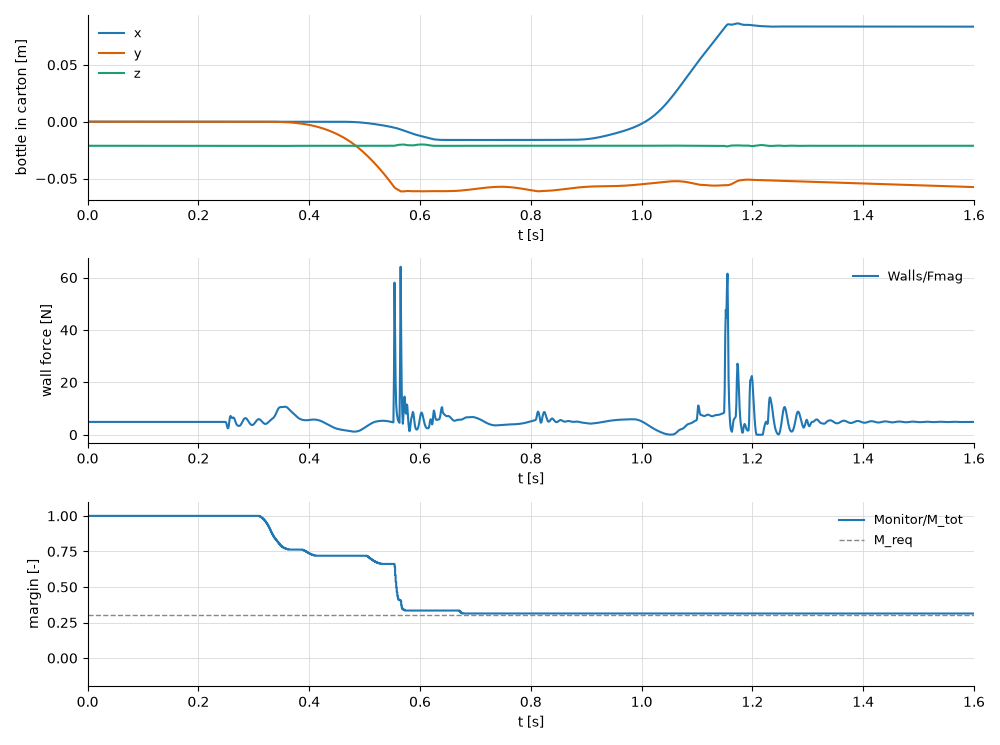 bottle in carton [m]
x
y
z
0.05
0.00
−0.05
0.0 0.2 0.4 0.6 0.8 1.0 1.2 1.4 1.6
t [s]
wall force [N]
Walls/Fmag
60
40
20
0
0.0 0.2 0.4 0.6 0.8 1.0 1.2 1.4 1.6
t [s]
margin [-]
Monitor/M_tot
M_req
1.00
0.75
0.50
0.25
0.00
0.0 0.2 0.4 0.6 0.8 1.0 1.2 1.4 1.6
t [s]